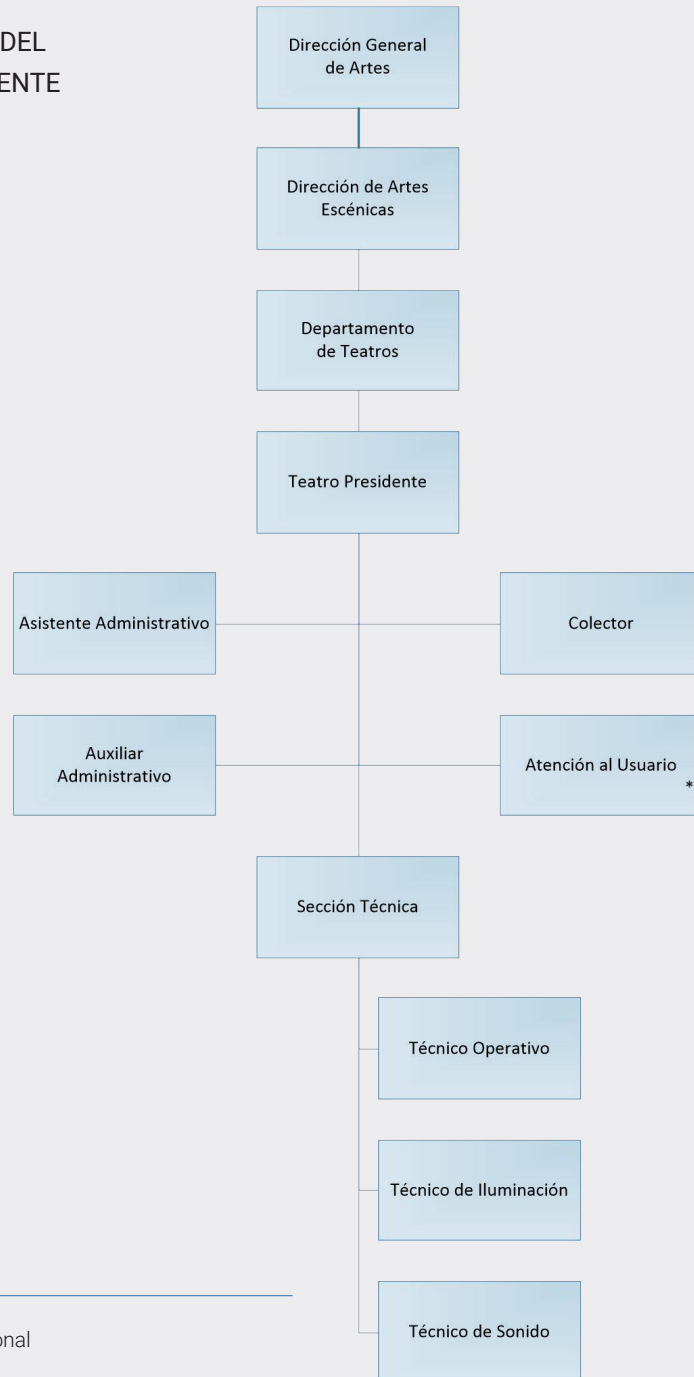 DEL
ENTE
Dirección General
de Artes
Dirección de Artes
Escénicas
Departamento
de Teatros
Teatro Presidente
Asistente Administrativo
Colector
Auxiliar
Administrativo
Atención al Usuario
*
Sección Técnica
Técnico Operativo
Técnico de Iluminación
Técnico de Sonido
onal